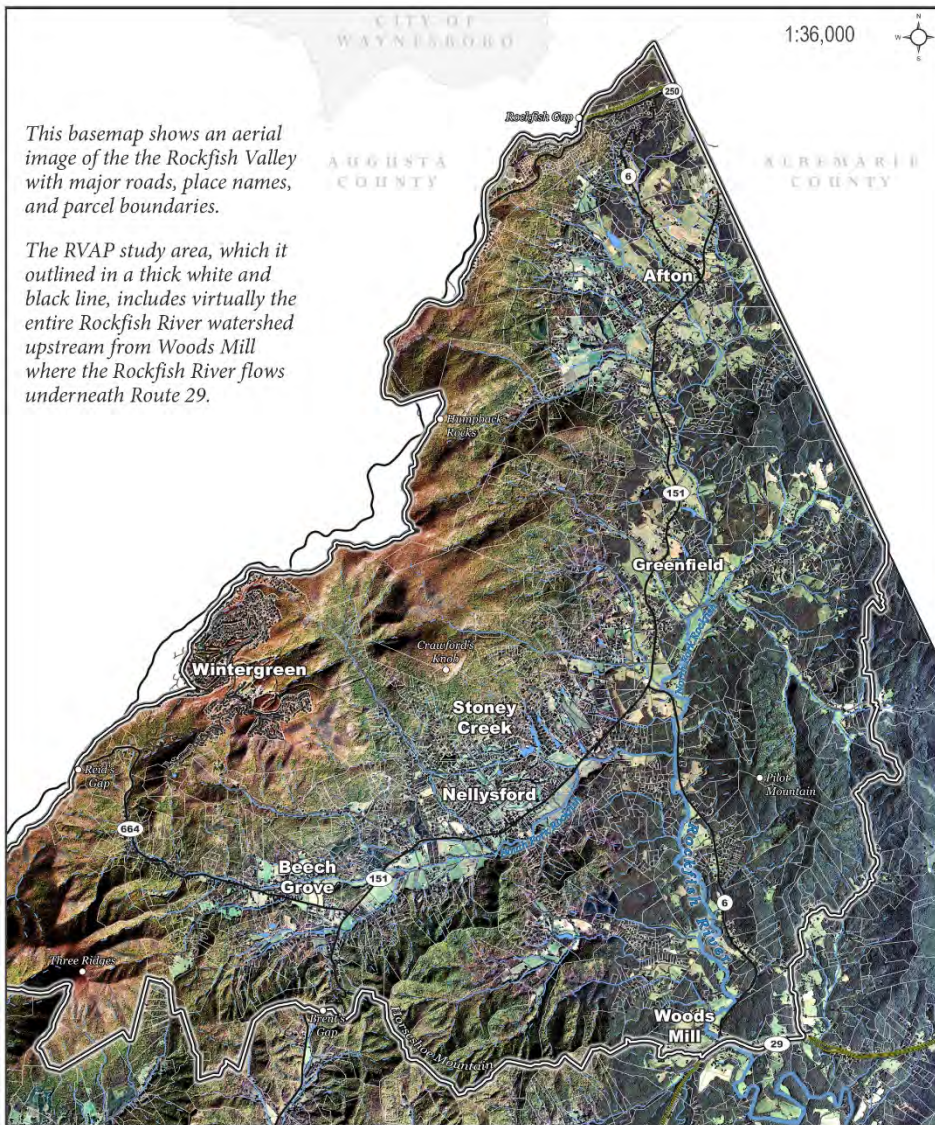 CITY OF
WAYNESBORO
1:36,000
N
W
S
250
Rockfish Gap
This basemap shows an aerial
image of the the Rockfish Valley
with major roads, place names,
and parcel boundaries.
AUGUSTA
COUNTY
ALBEMARLE
COUNTY
6
The RVAP study area, which it
outlined in a thick white and
black line, includes virtually the
entire Rockfish River watershed
upstream from Woods Mill
where the Rockfish River flows
underneath Route 29.
Afton
Humpback
Rocks
151
Greenfield
Crawford's
Knob
Wintergreen
Stoney
Creek
Reid's
Gap
Pilot
Mountain
Nellysford
664
Beech
Grove
151
Rockfish River
6
Three Ridges
Trent's
Gap
Horseshoe Mountain
Woods
Mill
29